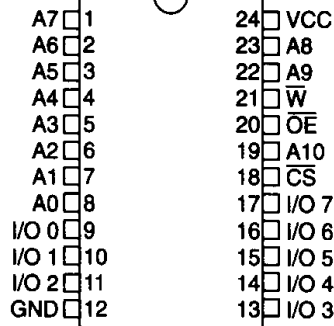 A7 1 24 VCC
A6 2 23 A8
A5 3 22 A9
A4 4 21 W̅
A3 5 20 O̅E̅
A2 6 19 A10
A1 7 18 C̅S̅
A0 8 17 I/O 7
I/O 0 9 16 I/O 6
I/O 1 10 15 I/O 5
I/O 2 11 14 I/O 4
GND 12 13 I/O 3